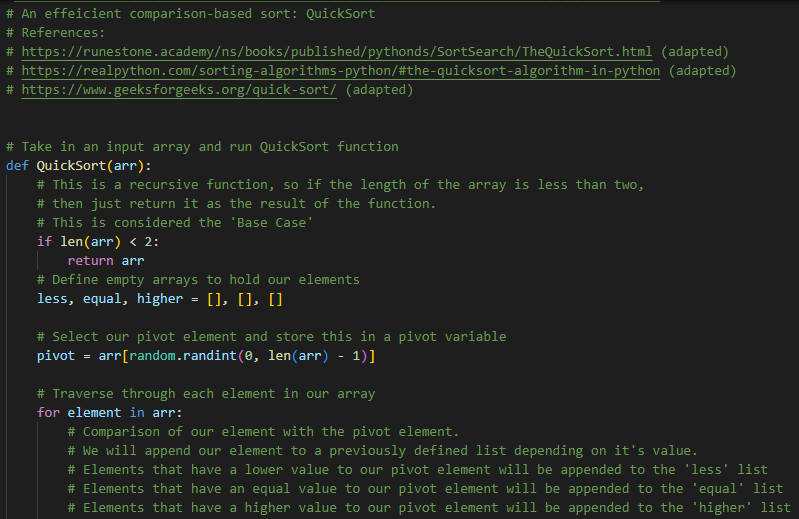 # An effeicient comparison-based sort: QuickSort
# References:
# https://runestone.academy/ns/books/published/pythonds/SortSearch/TheQuickSort.html (adapted)
# https://realpython.com/sorting-algorithms-python/#the-quicksort-algorithm-in-python (adapted)
# https://www.geeksforgeeks.org/quick-sort/ (adapted)
# Take in an input array and run QuickSort function
def QuickSort(arr):
# This is a recursive function, so if the length of the array is less than two,
# then just return it as the result of the function.
# This is considered the 'Base Case'
if len(arr) < 2:
return arr
# Define empty arrays to hold our elements
less, equal, higher = [], [], []
# Select our pivot element and store this in a pivot variable
pivot = arr[random.randint(0, len(arr) - 1)]
# Traverse through each element in our array
for element in arr:
# Comparison of our element with the pivot element.
# We will append our element to a previously defined list depending on it's value.
# Elements that have a lower value to our pivot element will be appended to the 'less' list
# Elements that have an equal value to our pivot element will be appended to the 'equal' list
# Elements that have a higher value to our pivot element will be appended to the 'higher' list